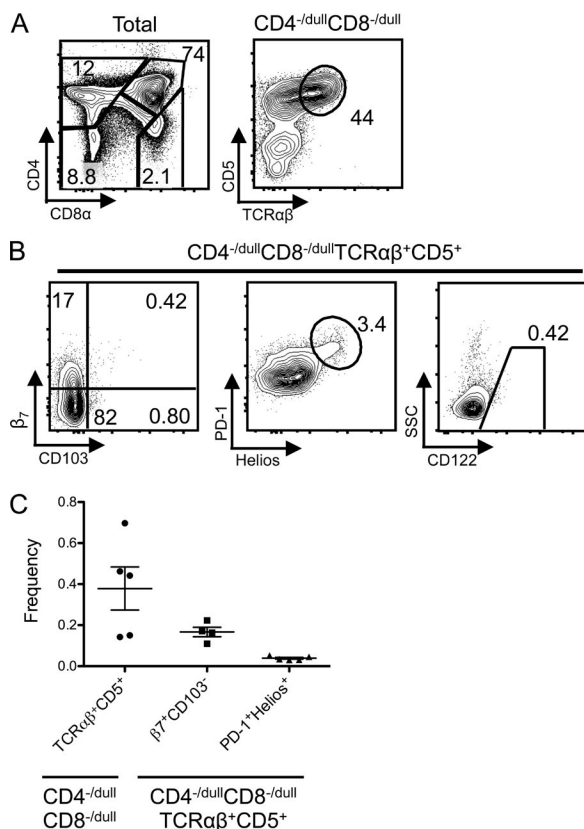 A
Total
CD4-/dullCD8-/dull
12
74
8.8
2.1
CD4
CD8α
44
CD5
TCRαβ
B
CD4-/dullCD8-/dullTCRαβ+CD5+
17
0.42
82
0.80
β7
CD103
3.4
PD-1
Helios
0.42
SSC
CD122
C
Frequency
0.8
0.6
0.4
0.2
0.0
TCRαβ+CD5+
β7+CD103-
PD-1+Helios+
CD4-/dull
CD8-/dull
CD4-/dullCD8-/dull
TCRαβ+CD5+